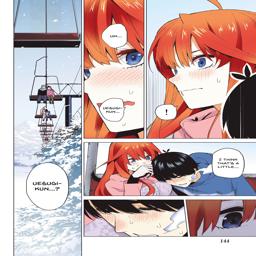 UM...
UESUGI-
KUN...?
!
UESUGI-
KUN...?
I THINK
THAT'S A
LITTLE...
144